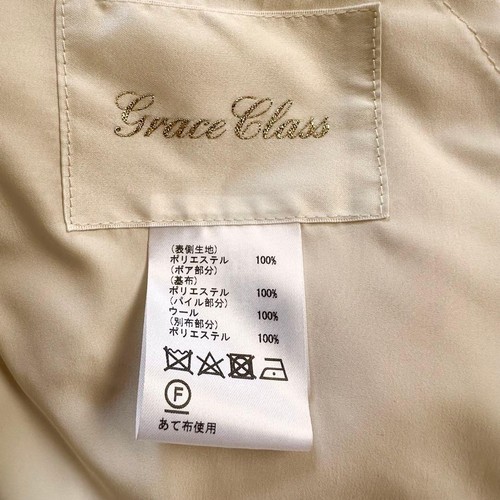 Grace Class
(表側生地)
ポリエステル 100%
(ボア部分)
(基布)
ポリエステル 100%
(パイル部分)
ウール 100%
(別布部分)
ポリエステル 100%
F
あて布使用